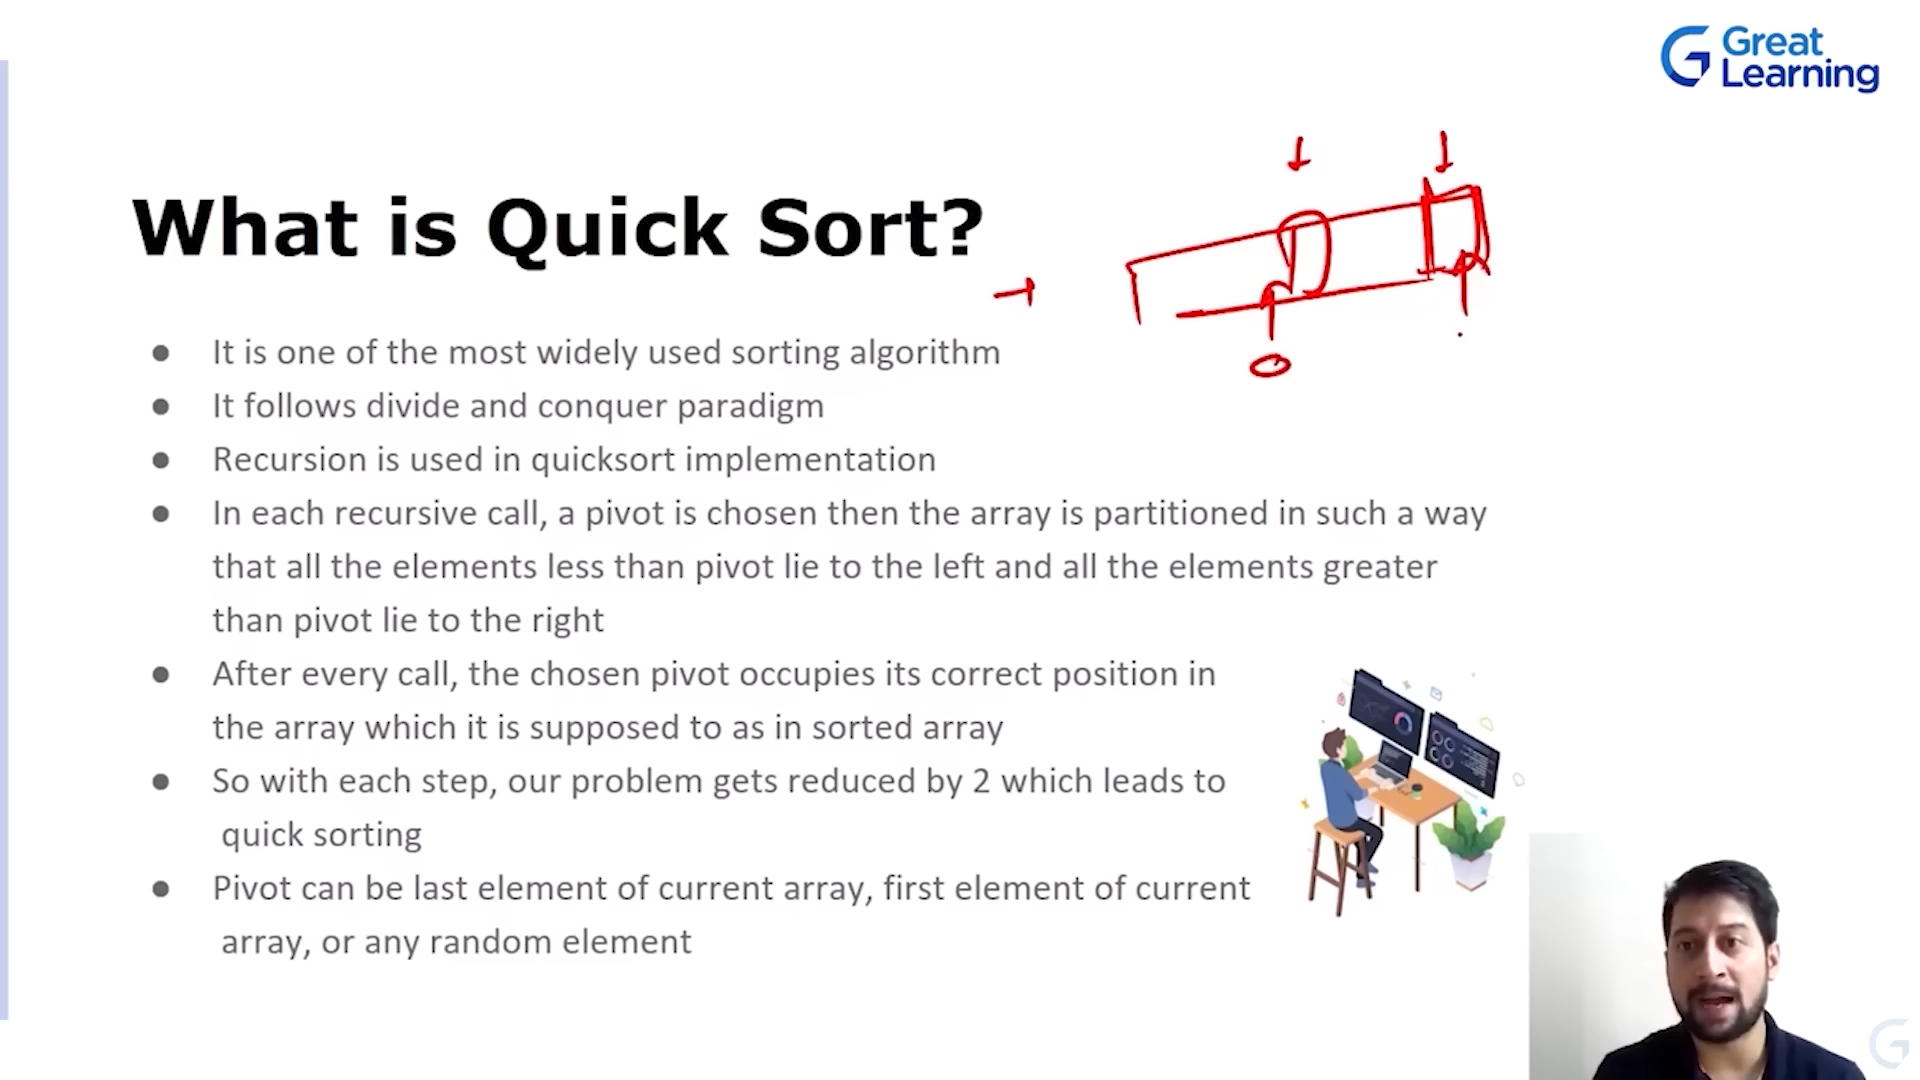 Great
Learning
What is Quick Sort?
● It is one of the most widely used sorting algorithm
● It follows divide and conquer paradigm
● Recursion is used in quicksort implementation
● In each recursive call, a pivot is chosen then the array is partitioned in such a way
that all the elements less than pivot lie to the left and all the elements greater
than pivot lie to the right
● After every call, the chosen pivot occupies its correct position in
the array which it is supposed to as in sorted array
● So with each step, our problem gets reduced by 2 which leads to
quick sorting
● Pivot can be last element of current array, first element of current
array, or any random element